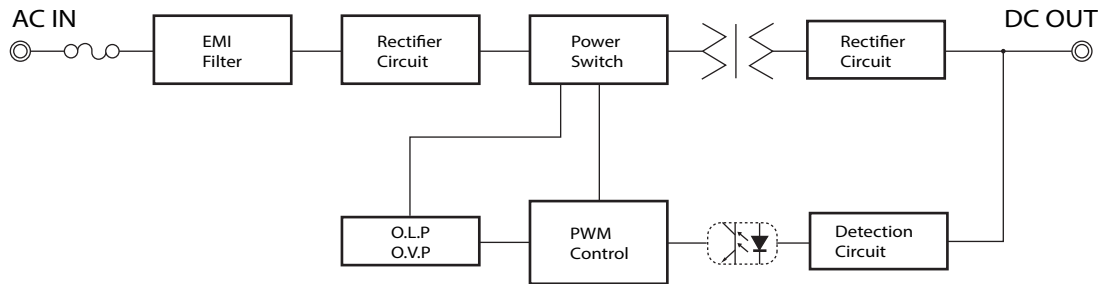 AC IN
DC OUT
EMI
Filter
Rectifier
Circuit
Power
Switch
Rectifier
Circuit
O.L.P
O.V.P
PWM
Control
Detection
Circuit